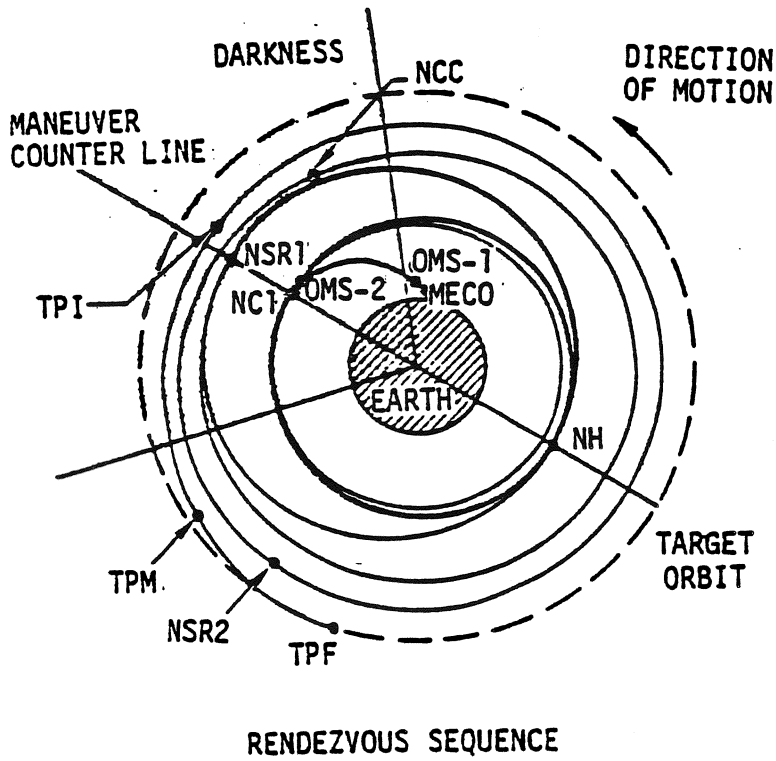 DARKNESS
NCC
DIRECTION
OF MOTION
MANEUVER
COUNTER LINE
NSR1
OMS-1
TPI
NC1
OMS-2
MECO
EARTH
NH
TARGET
ORBIT
TPM
NSR2
TPF
RENDEZVOUS SEQUENCE